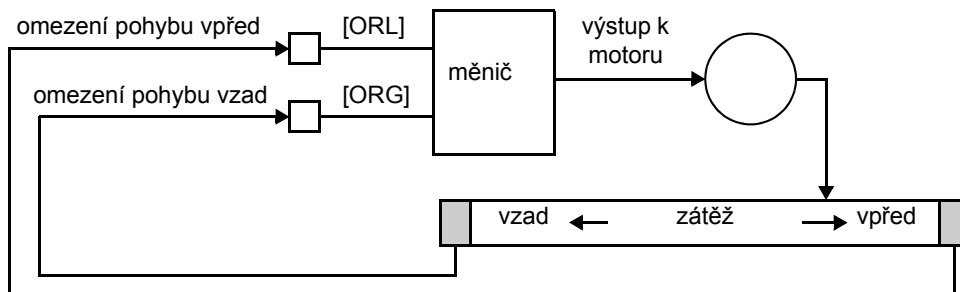 omezení pohybu vpřed
[ORL]
výstup k
motoru
měnič
omezení pohybu vzad
[ORG]
vzad
zátěž
vpřed